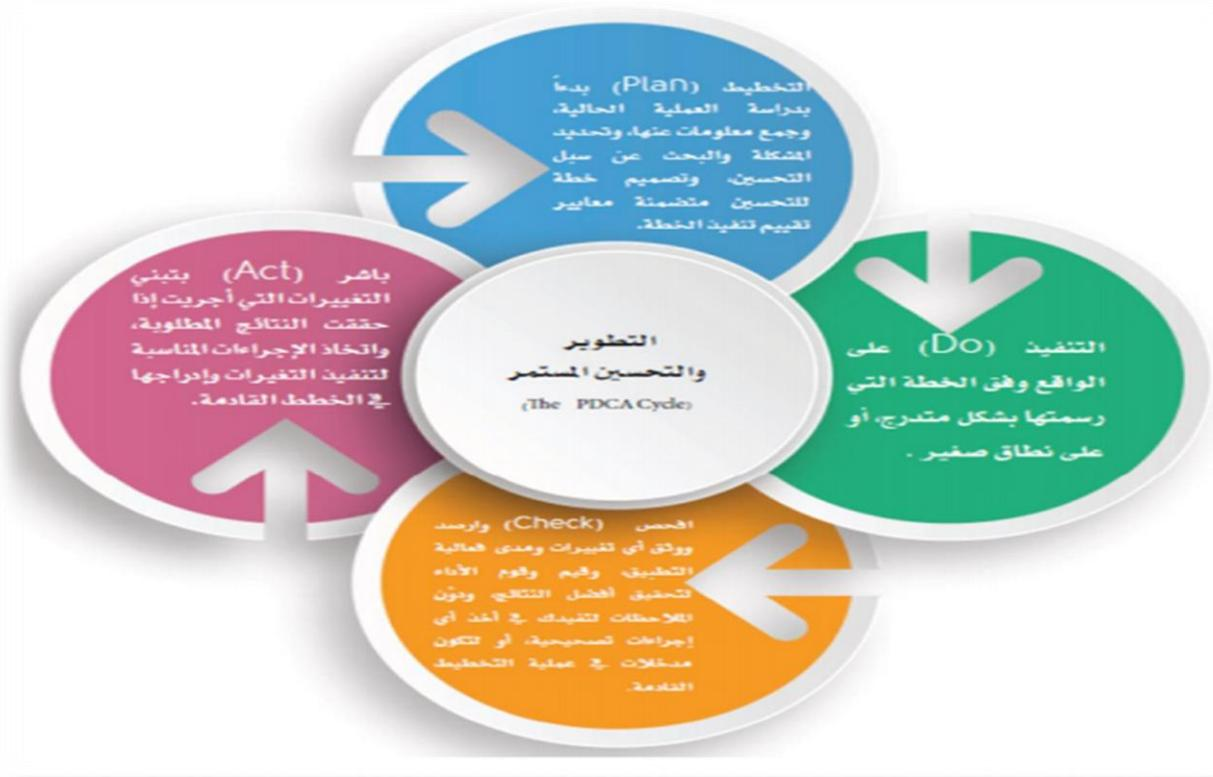 التخطيط (Plan) بدءاً
بدراسة العملية الحالية،
وجمع معلومات عنها، وتحديد
المشكلة والبحث عن سبل
التحسين، وتصميم خطة
للتحسين متضمنة معايير
تقييم تنفيذ الخطة.
التنفيذ (Do) على
الواقع وفق الخطة التي
رسمتها بشكل متدرج، أو
على نطاق صغير .
افحص (Check) وارصد
ووثق أي تغييرات ومدى فعالية
التطبيق، وقيم وقوم الأداء
لتحقيق أفضل النتائج، ودوّن
الملاحظات لتفيدك في أخذ أي
إجراءات تصحيحية، أو لتكون
مدخلات في عملية التخطيط
القادمة.
باشر (Act) بتبني
التغييرات التي أجريت إذا
حققت النتائج المطلوبة،
واتخاذ الإجراءات المناسبة
لتنفيذ التغيرات وإدراجها
في الخطط القادمة.
التطوير
والتحسين المستمر
(The PDCA Cycle)